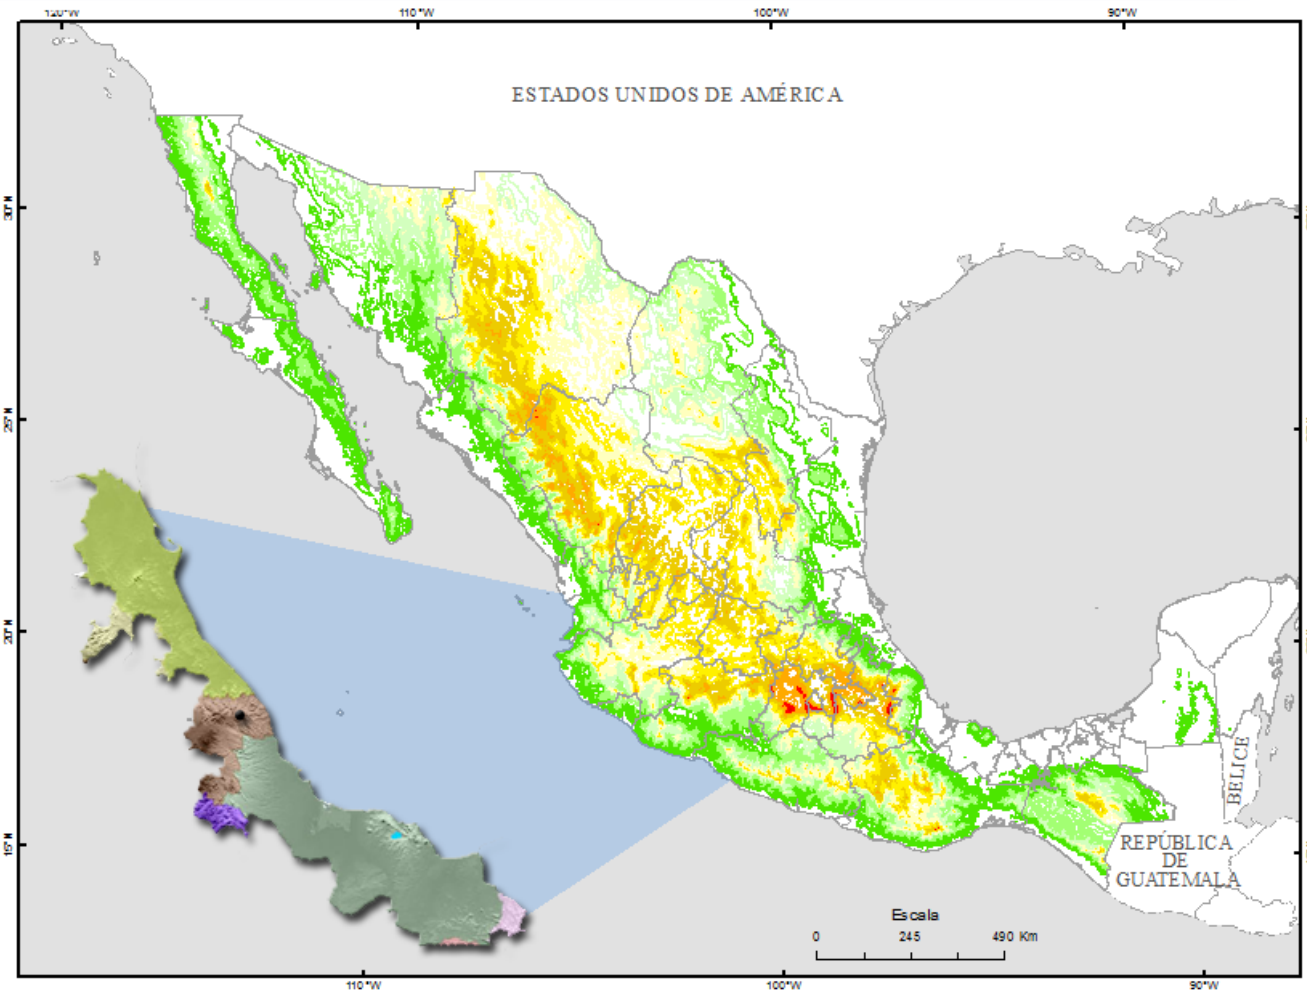 120°W 110°W 100°W 90°W
ESTADOS UNIDOS DE AMÉRICA
30°N
25°N
20°N
BELICE
15°N
REPÚBLICA
DE
GUATEMALA
Escala
0 245 490 Km
110°W 100°W 90°W